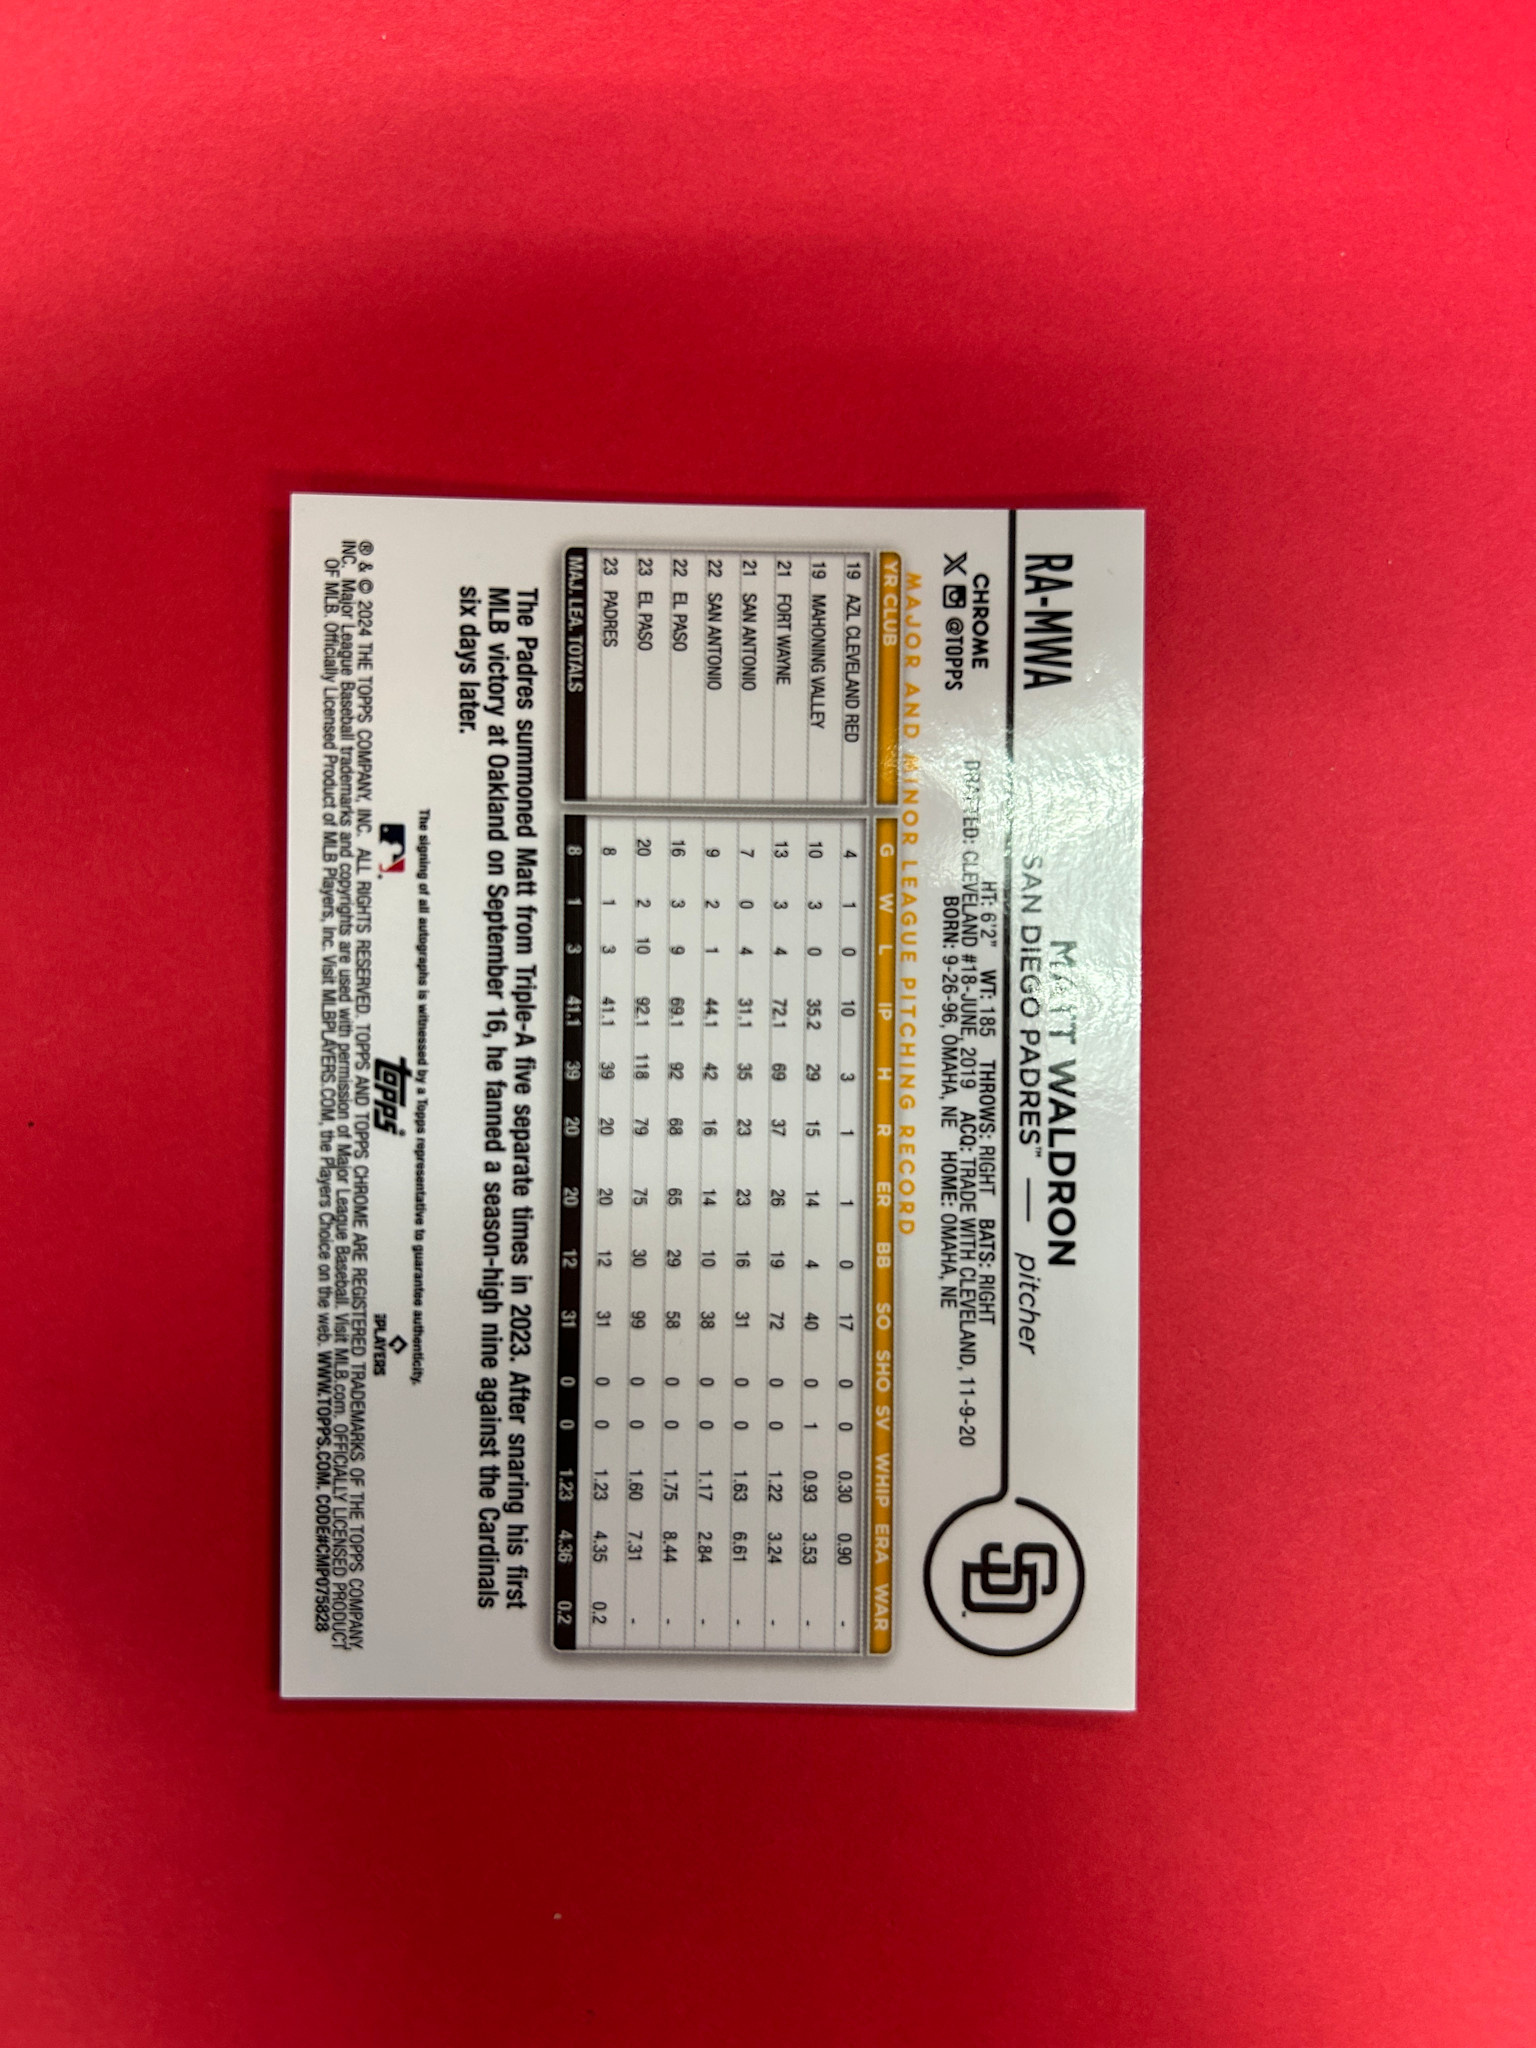 RA-MWA
MATT WALDRON
SAN DIEGO PADRES™ — pitcher
CHROME
X @TOPPS
HT: 6'2" WT: 185 THROWS: RIGHT BATS: RIGHT
DRAFTED: CLEVELAND #18-JUNE, 2019 ACQ: TRADE WITH CLEVELAND, 11-9-20
BORN: 9-26-96, OMAHA, NE HOME: OMAHA, NE
SD
MAJOR AND MINOR LEAGUE PITCHING RECORD
YR CLUB G W L IP H R ER BB SO SHO SV WHIP ERA WAR
19 AZL CLEVELAND RED 4 1 0 10 3 1 1 0 17 0 0 0.30 0.90 -
19 MAHONING VALLEY 10 3 0 35.2 29 15 14 4 40 0 1 0.93 3.53 -
21 FORT WAYNE 13 3 4 72.1 69 37 26 19 72 0 0 1.22 3.24 -
21 SAN ANTONIO 7 0 4 31.1 35 23 23 16 31 0 0 1.63 6.61 -
22 SAN ANTONIO 9 2 1 44.1 42 16 14 10 38 0 0 1.17 2.84 -
22 EL PASO 16 3 9 69.1 92 68 65 29 58 0 0 1.75 8.44 -
23 EL PASO 20 2 10 92.1 118 79 75 30 99 0 0 1.60 7.31 -
23 PADRES 8 1 3 41.1 39 20 20 12 31 0 0 1.23 4.35 0.2
MAJ. LEA. TOTALS 8 1 3 41.1 39 20 20 12 31 0 0 1.23 4.36 0.2
The Padres summoned Matt from Triple-A five separate times in 2023. After snaring his first
MLB victory at Oakland on September 16, he fanned a season-high nine against the Cardinals
six days later.
The signing of all autographs is witnessed by a Topps representative to guarantee authenticity.
topps®
PLAYERS
® & © 2024 THE TOPPS COMPANY, INC. ALL RIGHTS RESERVED. TOPPS AND TOPPS CHROME ARE REGISTERED TRADEMARKS OF THE TOPPS COMPANY,
INC. Major League Baseball trademarks and copyrights are used with permission of Major League Baseball. Visit MLB.com. OFFICIALLY LICENSED PRODUCT
OF MLB. Officially Licensed Product of MLB Players, Inc. Visit MLBPLAYERS.COM, the Players Choice on the web. WWW.TOPPS.COM. CODE#CMP075828